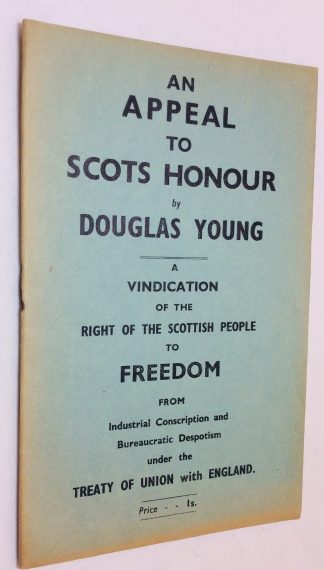 AN
APPEAL
TO
SCOTS HONOUR
by
DOUGLAS YOUNG
A
VINDICATION
OF THE
RIGHT OF THE SCOTTISH PEOPLE
TO
FREEDOM
FROM
Industrial Conscription and
Bureaucratic Despotism
under the
TREATY OF UNION with ENGLAND.
Price - - 1s.